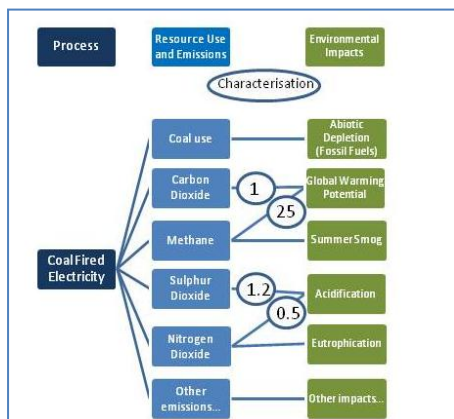 Process
Resource Use
and Emissions
Environmental
Impacts
Characterisation
Coal use
Abiotic
Depletion
(Fossil Fuels)
Carbon
Dioxide
1
Global Warming
Potential
25
Methane
Summer Smog
Coal Fired
Electricity
Sulphur
Dioxide
1.2
Acidification
0.5
Nitrogen
Dioxide
Eutrophication
Other
emissions...
Other impacts...